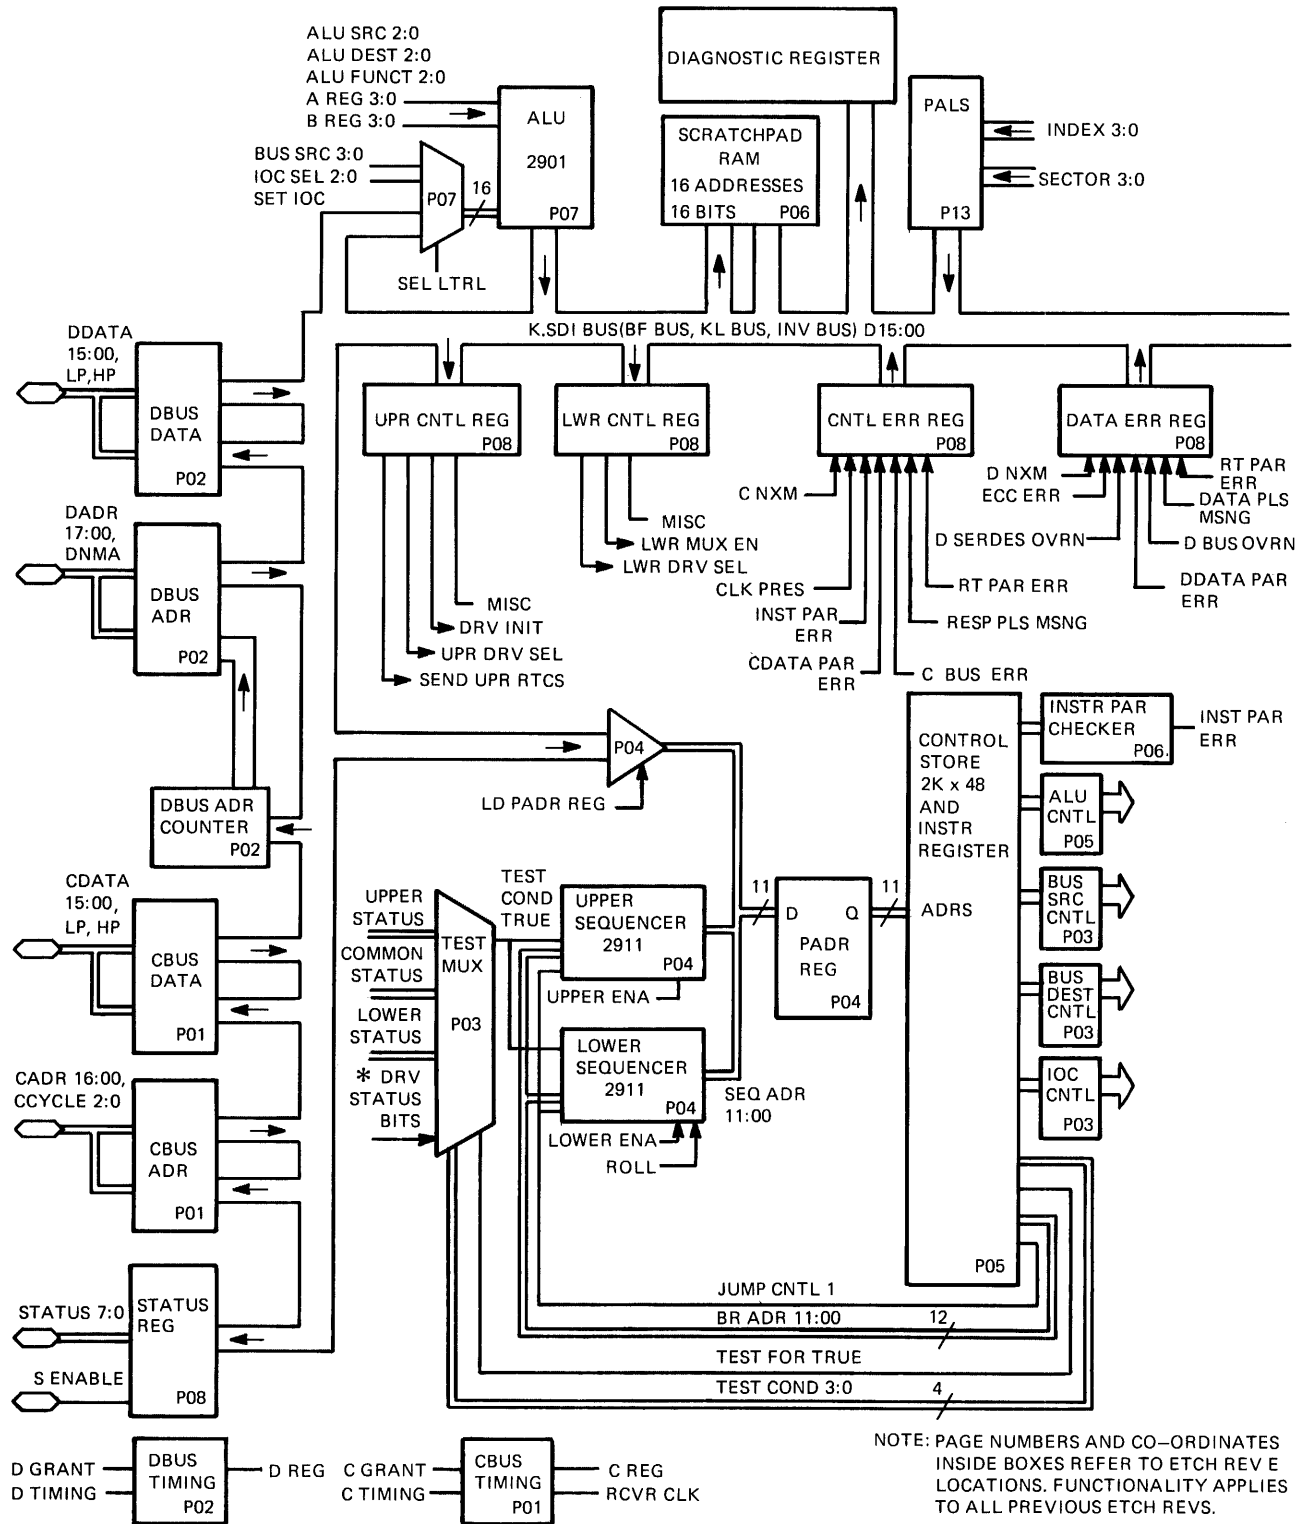 ALU SRC 2:0
ALU DEST 2:0
ALU FUNCT 2:0
A REG 3:0
B REG 3:0
ALU
2901
P07
BUS SRC 3:0
IOC SEL 2:0
SET IOC
P07
16
SEL LTRL
DIAGNOSTIC REGISTER
SCRATCHPAD
RAM
16 ADDRESSES
16 BITS
P06
PALS
P13
INDEX 3:0
SECTOR 3:0
K.SDI BUS(BF BUS, KL BUS, INV BUS) D15:00
DDATA
15:00,
LP,HP
DBUS
DATA
P02
DADR
17:00,
DNMA
DBUS
ADR
P02
DBUS ADR
COUNTER
P02
CDATA
15:00,
LP, HP
CBUS
DATA
P01
CADR 16:00,
CCYCLE 2:0
CBUS
ADR
P01
STATUS 7:0
S ENABLE
STATUS
REG
P08
UPR CNTL REG
P08
MISC
DRV INIT
UPR DRV SEL
SEND UPR RTCS
LWR CNTL REG
P08
MISC
LWR MUX EN
LWR DRV SEL
CNTL ERR REG
P08
C NXM
CLK PRES
INST PAR
ERR
CDATA PAR
ERR
C BUS ERR
RESP PLS MSNG
RT PAR ERR
DATA ERR REG
P08
D NXM
ECC ERR
D SERDES OVRN
RT PAR
ERR
DATA PLS
MSNG
D BUS OVRN
DDATA PAR
ERR
P04
LD PADR REG
UPPER
STATUS
COMMON
STATUS
LOWER
STATUS
* DRV
STATUS
BITS
TEST
MUX
P03
TEST
COND
TRUE
UPPER
SEQUENCER
2911
P04
UPPER ENA
LOWER
SEQUENCER
2911
P04
LOWER ENA
ROLL
SEQ ADR
11:00
11
D Q
PADR
REG
P04
11
CONTROL
STORE
2K x 48
AND
INSTR
REGISTER
ADRS
P05
INSTR PAR
CHECKER
P06.
INST PAR
ERR
ALU
CNTL
P05
BUS
SRC
CNTL
P03
BUS
DEST
CNTL
P03
IOC
CNTL
P03
JUMP CNTL 1
BR ADR 11:00
12
TEST FOR TRUE
TEST COND 3:0
4
D GRANT
D TIMING
DBUS
TIMING
P02
D REG
C GRANT
C TIMING
CBUS
TIMING
P01
C REG
RCVR CLK
NOTE: PAGE NUMBERS AND CO-ORDINATES
INSIDE BOXES REFER TO ETCH REV E
LOCATIONS. FUNCTIONALITY APPLIES
TO ALL PREVIOUS ETCH REVS.